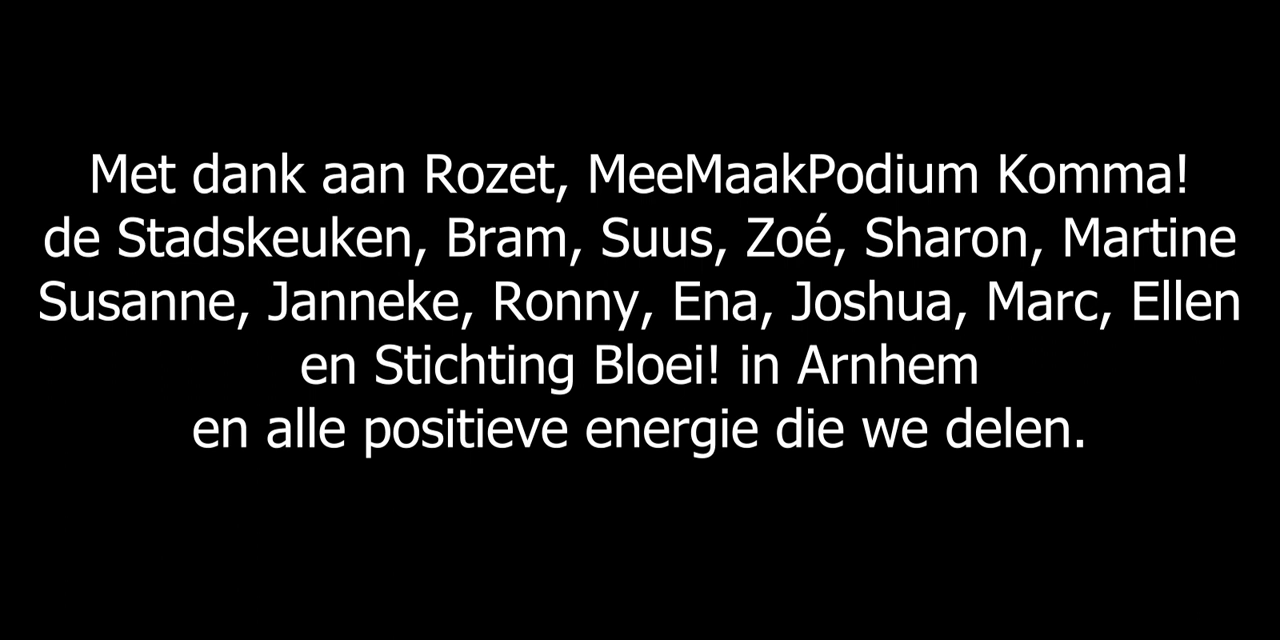 Met dank aan Rozet, MeeMaakPodium Komma!
de Stadskeuken, Bram, Suus, Zoé, Sharon, Martine
Susanne, Janneke, Ronny, Ena, Joshua, Marc, Ellen
en Stichting Bloei! in Arnhem
en alle positieve energie die we delen.